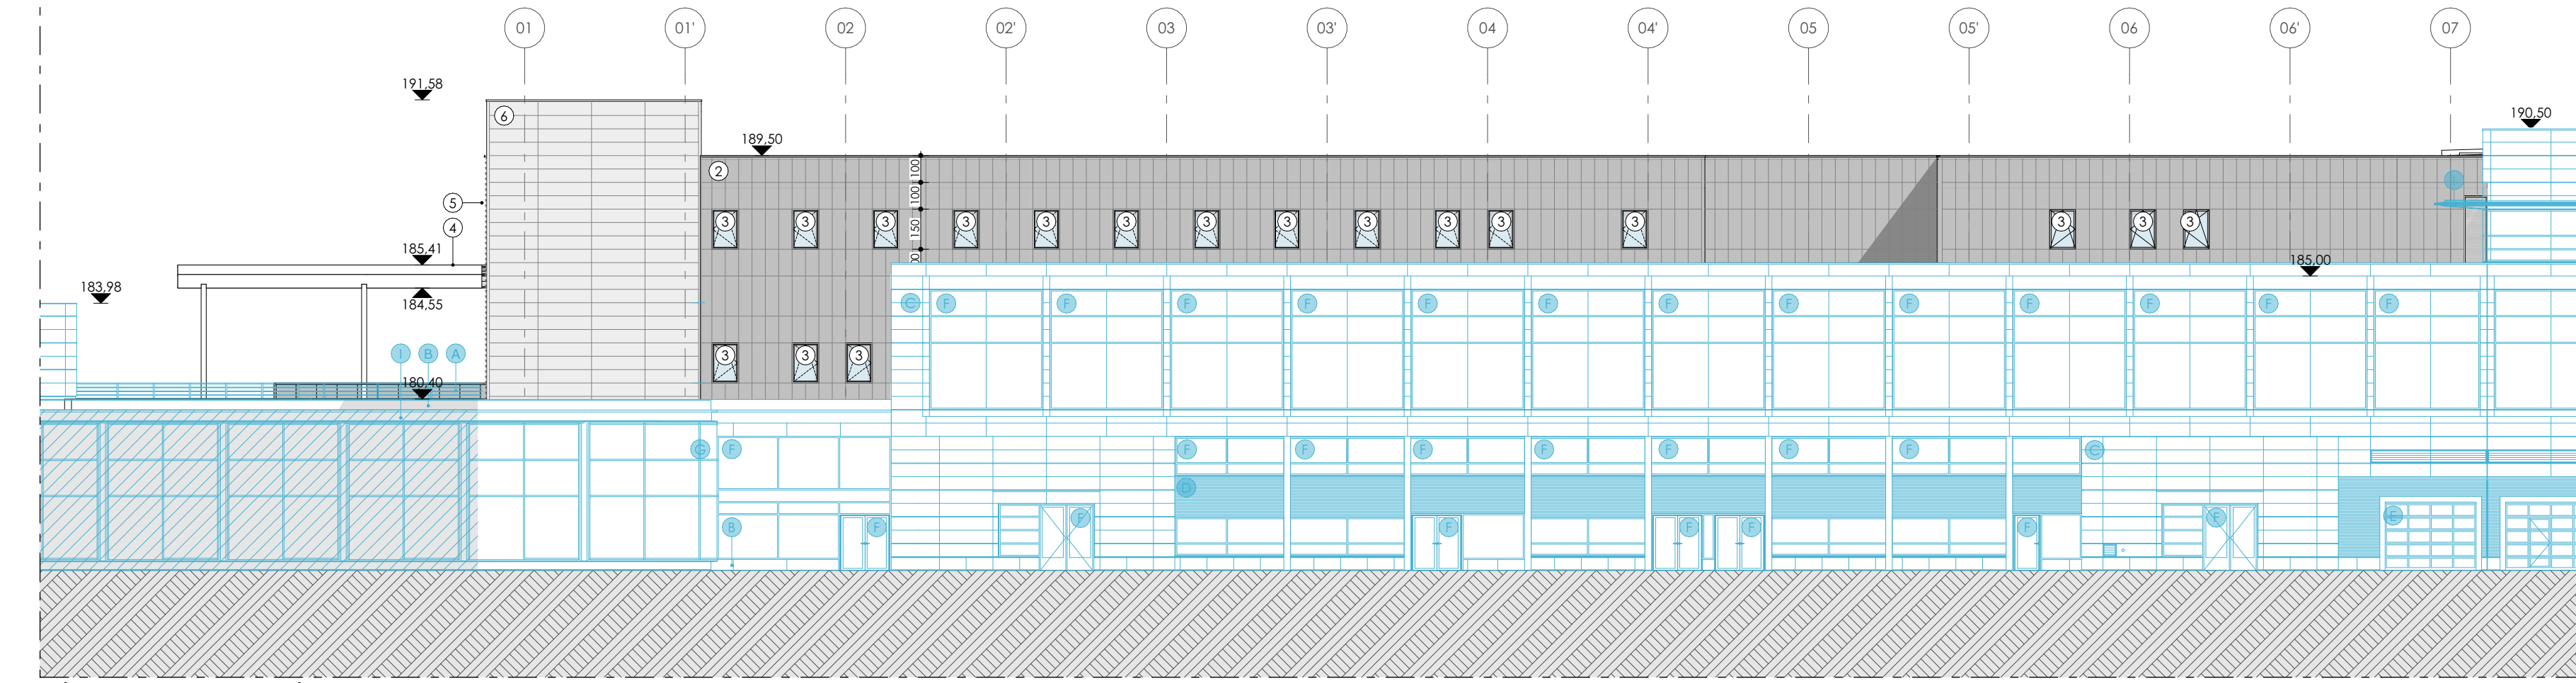 01 01' 02 02' 03 03' 04 04' 05 05' 06 06' 07
191,58
6
190,50
189,50
2
100
100
150
5
4
3 3 3 3 3 3 3 3 3 3 3 3 3 3 3
185,41
185,00
183,98
184,55
C F F F F F F F F F F F F F
I B A
3 3 3
180,40
G F F F F F F F F C
D
B F F F F F F F E